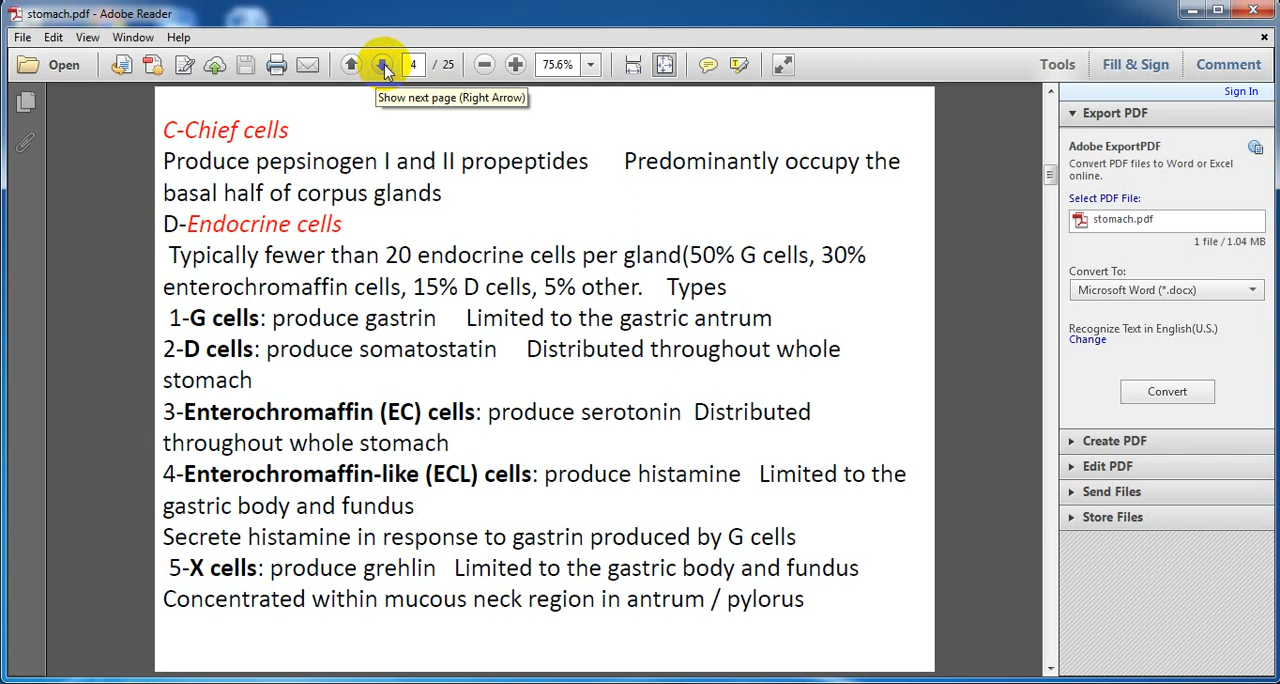 stomach.pdf - Adobe Reader
File Edit View Window Help
Open 4 / 25 75.6% Tools Fill & Sign Comment
Show next page (Right Arrow)
Sign In
C-Chief cells
Produce pepsinogen I and II propeptides Predominantly occupy the
basal half of corpus glands
D-Endocrine cells
Typically fewer than 20 endocrine cells per gland(50% G cells, 30%
enterochromaffin cells, 15% D cells, 5% other. Types
1-G cells: produce gastrin Limited to the gastric antrum
2-D cells: produce somatostatin Distributed throughout whole
stomach
3-Enterochromaffin (EC) cells: produce serotonin Distributed
throughout whole stomach
4-Enterochromaffin-like (ECL) cells: produce histamine Limited to the
gastric body and fundus
Secrete histamine in response to gastrin produced by G cells
5-X cells: produce grehlin Limited to the gastric body and fundus
Concentrated within mucous neck region in antrum / pylorus
Export PDF
Adobe ExportPDF
Convert PDF files to Word or Excel
online.
Select PDF File:
stomach.pdf
1 file / 1.04 MB
Convert To:
Microsoft Word (*.docx)
Recognize Text in English(U.S.)
Change
Convert
Create PDF
Edit PDF
Send Files
Store Files